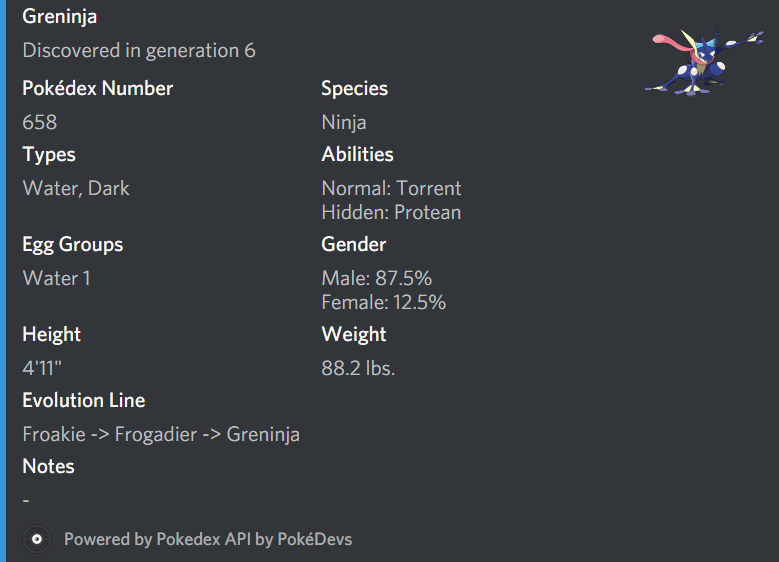 Greninja
Discovered in generation 6
Pokédex Number
658
Species
Ninja
Types
Water, Dark
Abilities
Normal: Torrent
Hidden: Protean
Egg Groups
Water 1
Gender
Male: 87.5%
Female: 12.5%
Height
4'11"
Weight
88.2 lbs.
Evolution Line
Froakie -> Frogadier -> Greninja
Notes
-
Powered by Pokedex API by PokéDevs